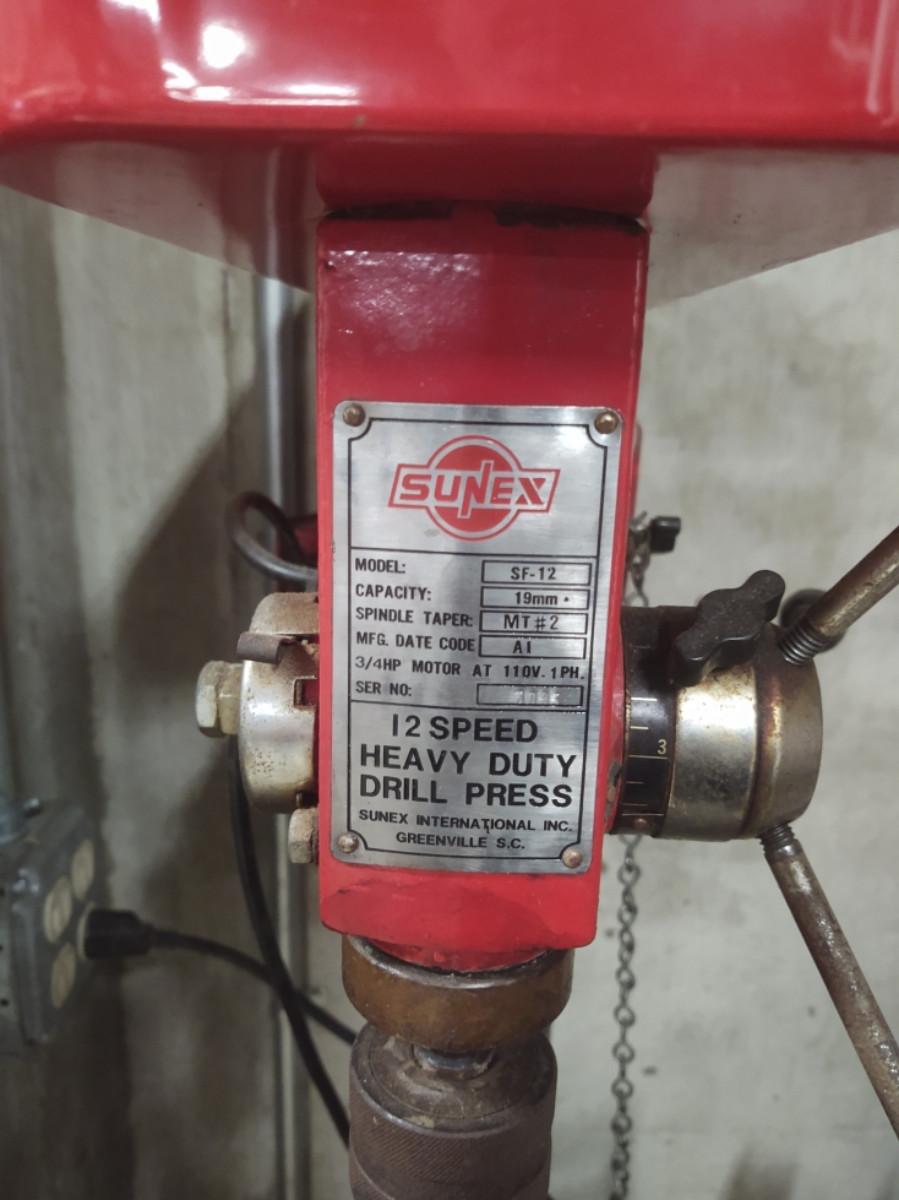 SUNEX
MODEL: SF-12
CAPACITY: 19mm
SPINDLE TAPER: MT#2
MFG. DATE CODE A1
3/4HP MOTOR AT 110V. 1PH.
SER NO:
12 SPEED
HEAVY DUTY
DRILL PRESS
SUNEX INTERNATIONAL INC.
GREENVILLE S.C.
3